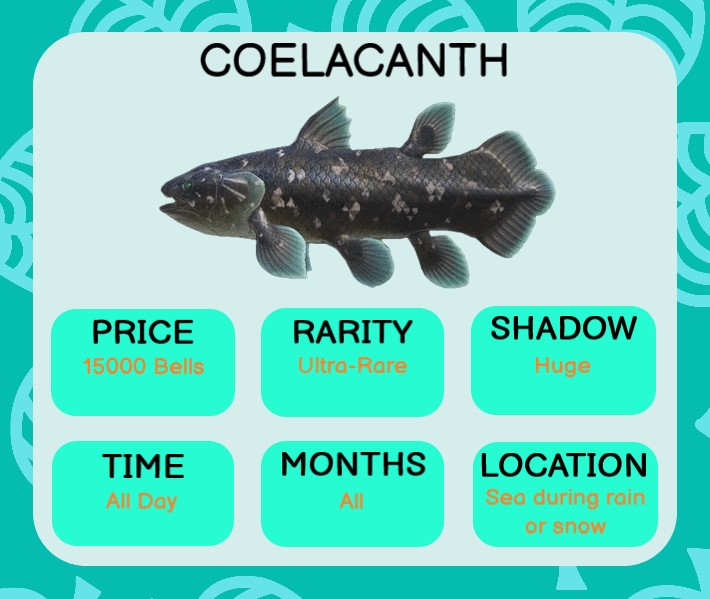 COELACANTH
PRICE
15000 Bells
RARITY
Ultra-Rare
SHADOW
Huge
TIME
All Day
MONTHS
All
LOCATION
Sea during rain
or snow